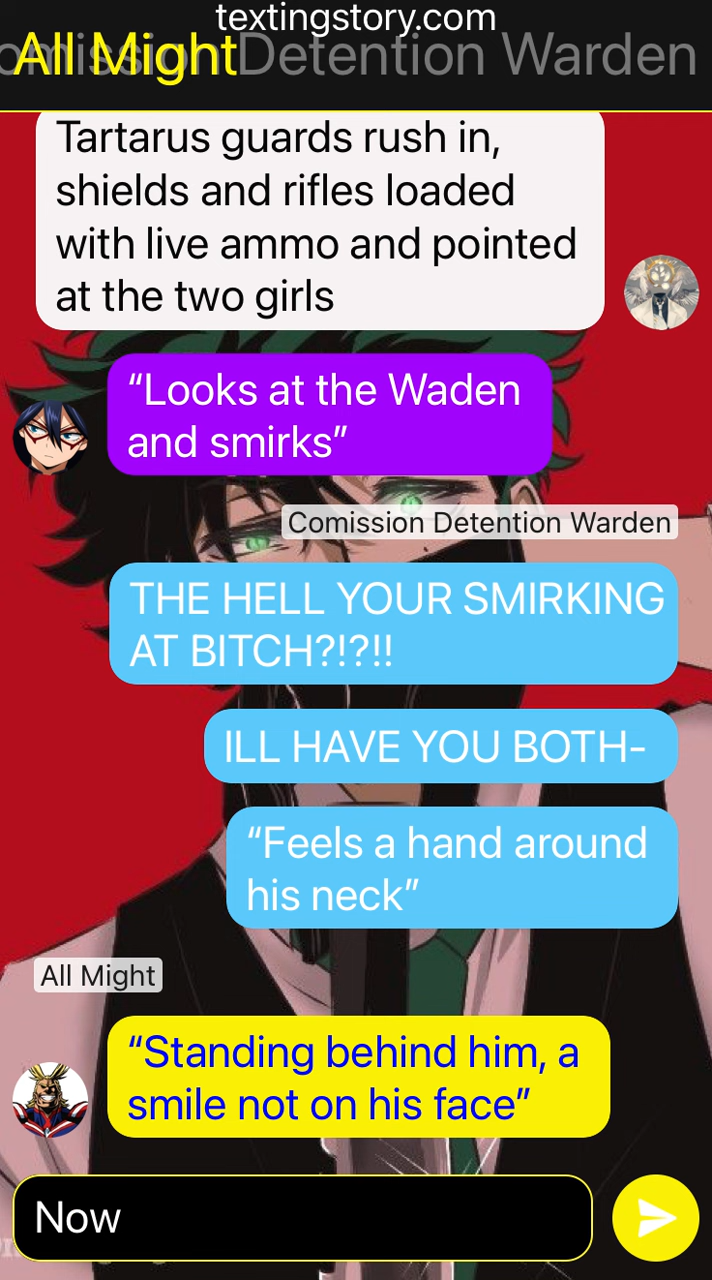 textingstory.com
All Might
omission Detention Warden
Tartarus guards rush in,
shields and rifles loaded
with live ammo and pointed
at the two girls
“Looks at the Waden
and smirks”
Comission Detention Warden
THE HELL YOUR SMIRKING
AT BITCH?!?!!
ILL HAVE YOU BOTH-
“Feels a hand around
his neck”
All Might
“Standing behind him, a
smile not on his face”
Now